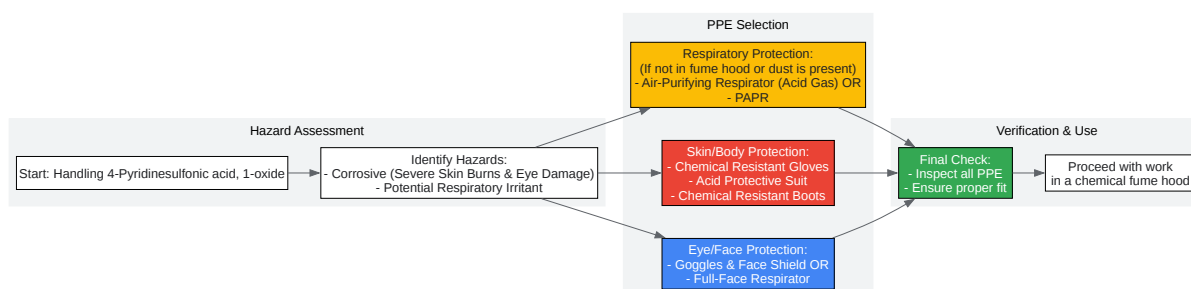 PPE Selection
Respiratory Protection:
(If not in fume hood or dust is present)
- Air-Purifying Respirator (Acid Gas) OR
- PAPR
Hazard Assessment
Start: Handling 4-Pyridinesulfonic acid, 1-oxide
Identify Hazards:
- Corrosive (Severe Skin Burns & Eye Damage)
- Potential Respiratory Irritant
Skin/Body Protection:
- Chemical Resistant Gloves
- Acid Protective Suit
- Chemical Resistant Boots
Eye/Face Protection:
- Goggles & Face Shield OR
- Full-Face Respirator
Verification & Use
Final Check:
- Inspect all PPE
- Ensure proper fit
Proceed with work
in a chemical fume hood